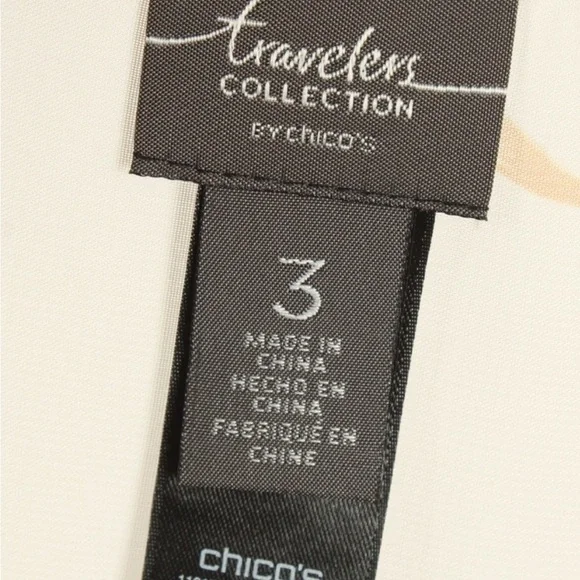 travelers
COLLECTION
BY chico's
3
MADE IN
CHINA
HECHO EN
CHINA
FABRIQUÉ EN
CHINE
chico's